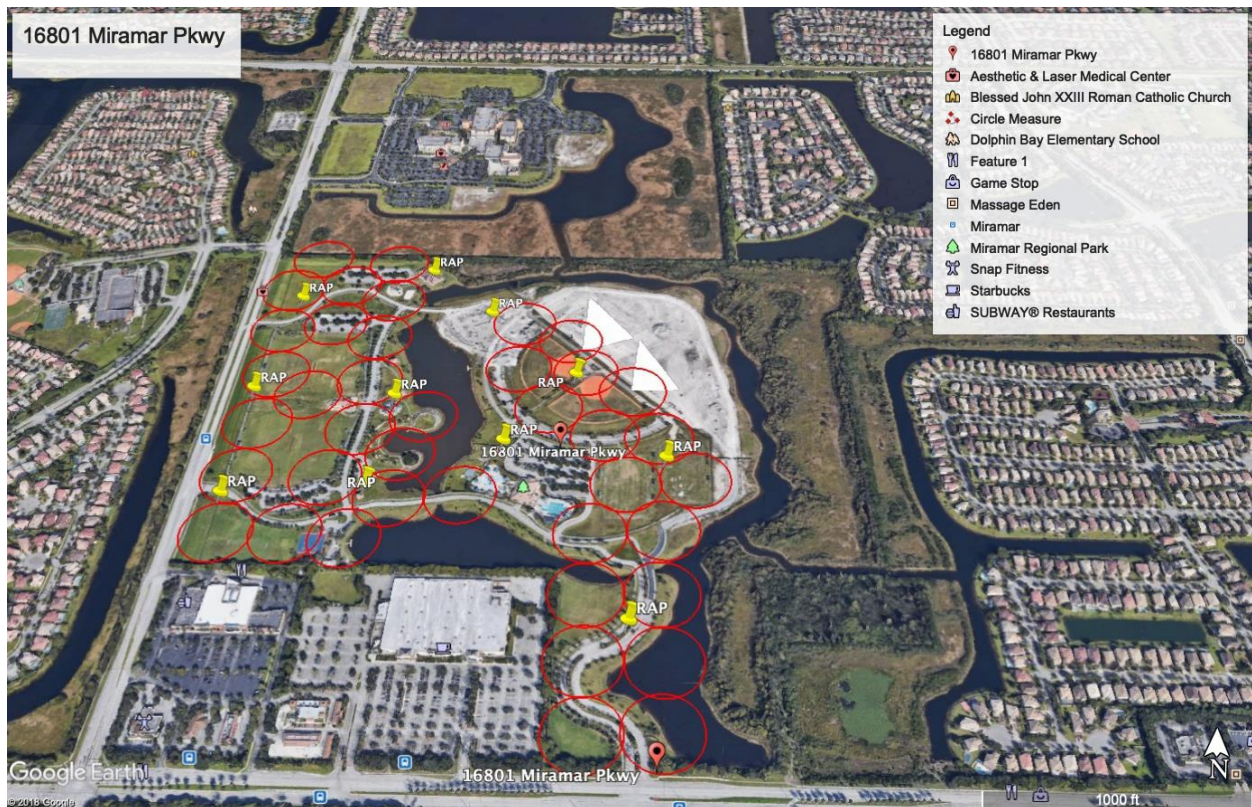 16801 Miramar Pkwy
Legend
16801 Miramar Pkwy
Aesthetic & Laser Medical Center
Blessed John XXIII Roman Catholic Church
Circle Measure
Dolphin Bay Elementary School
Feature 1
Game Stop
Massage Eden
Miramar
Miramar Regional Park
Snap Fitness
Starbucks
SUBWAY® Restaurants
RAP
RAP
RAP
RAP
RAP
RAP
RAP
16801 Miramar Pkwy
RAP
RAP
RAP
RAP
16801 Miramar Pkwy
Google Earth
© 2018 Google
N
1000 ft